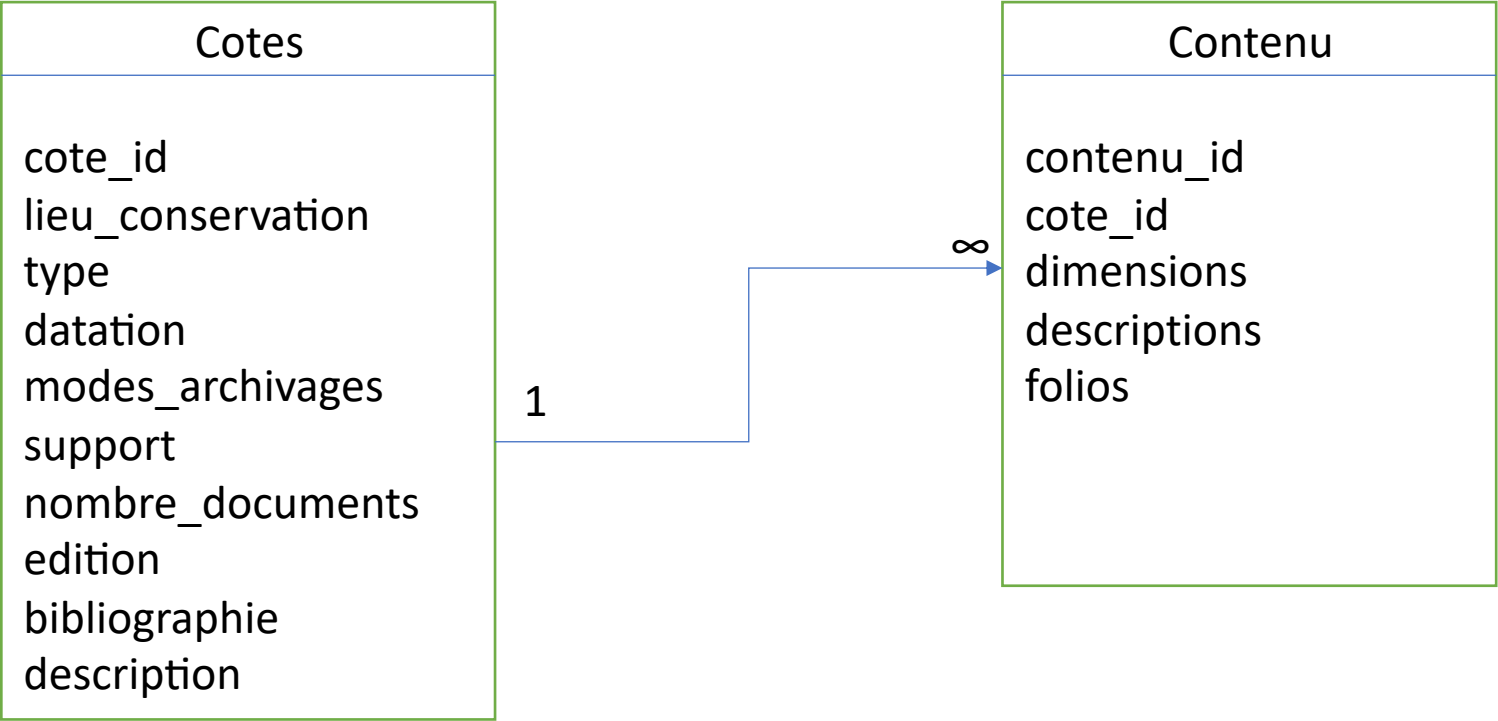 Cotes
cote_id
lieu_conservation
type
datation
modes_archivages
support
nombre_documents
edition
bibliographie
description
1
∞
Contenu
contenu_id
cote_id
dimensions
descriptions
folios